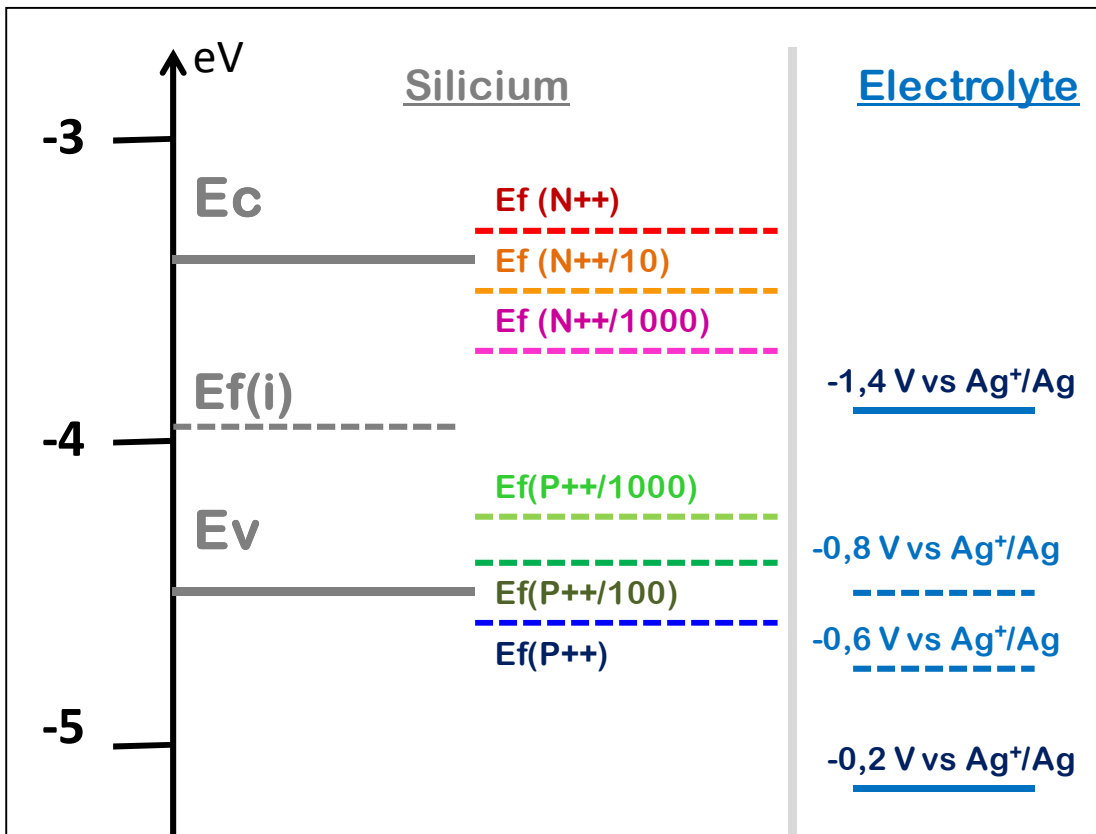 eV
Silicium
Electrolyte
-3
Ec
Ef (N++)
Ef (N++/10)
Ef (N++/1000)
Ef(i)
-1,4 V vs Ag⁺/Ag
-4
Ef(P++/1000)
Ev
-0,8 V vs Ag⁺/Ag
Ef(P++/100)
-0,6 V vs Ag⁺/Ag
Ef(P++)
-5
-0,2 V vs Ag⁺/Ag